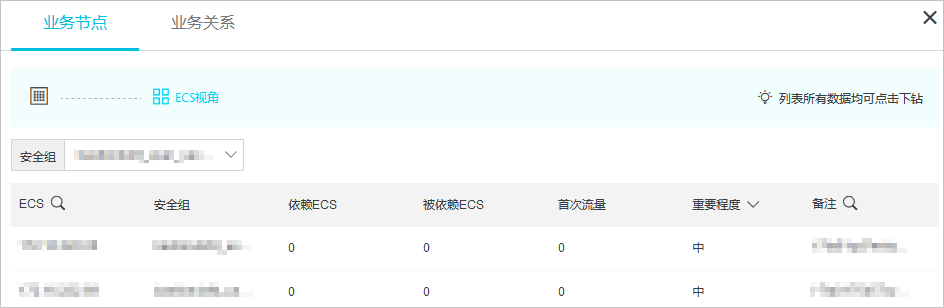 业务节点 业务关系
ECS视角 列表所有数据均可点击下钻
安全组
ECS 安全组 依赖ECS 被依赖ECS 首次流量 重要程度 备注
0 0 0 中
0 0 0 中